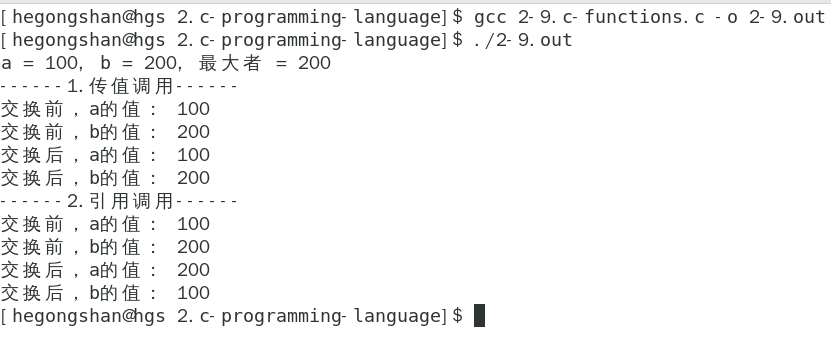 [hegongshan@hgs 2.c-programming-language]$ gcc 2-9.c-functions.c -o 2-9.out
[hegongshan@hgs 2.c-programming-language]$ ./2-9.out
a = 100, b = 200, 最大者 = 200
------1.传值调用------
交换前，a的值： 100
交换前，b的值： 200
交换后，a的值： 100
交换后，b的值： 200
------2.引用调用------
交换前，a的值： 100
交换前，b的值： 200
交换后，a的值： 200
交换后，b的值： 100
[hegongshan@hgs 2.c-programming-language]$